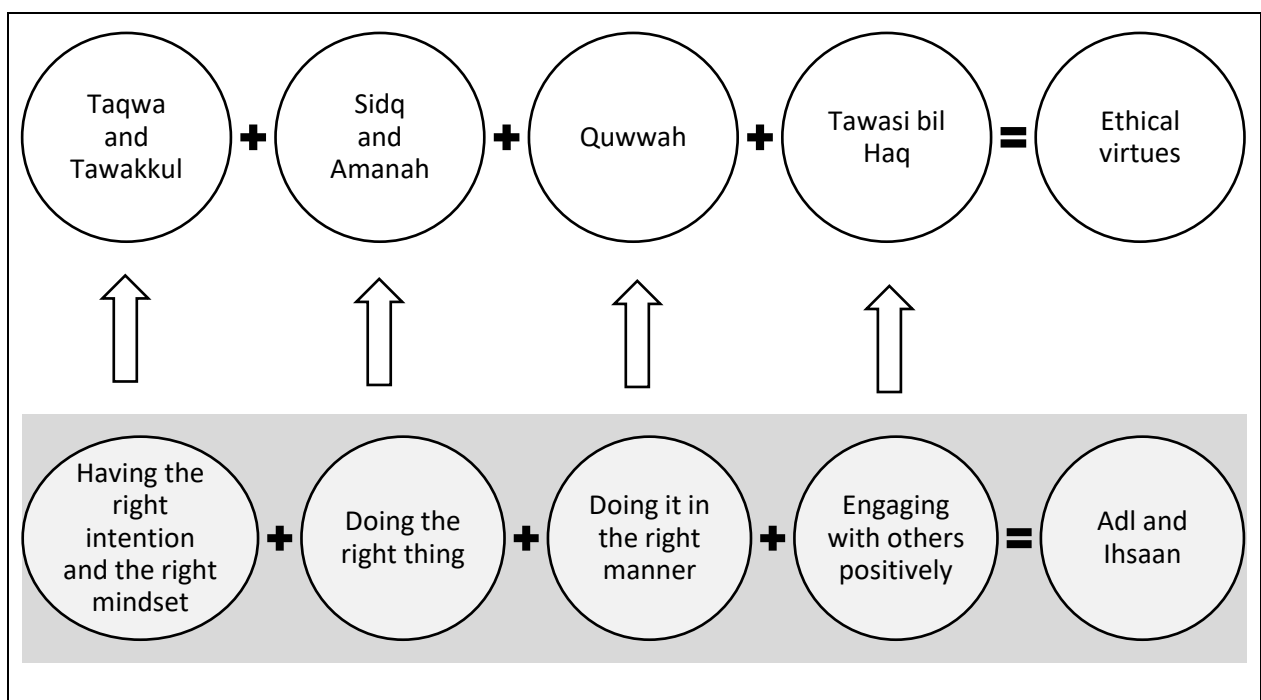 Taqwa
and
Tawakkul
+
Sidq
and
Amanah
+
Quwwah
+
Tawasi bil
Haq
=
Ethical
virtues
Having the
right
intention
and the right
mindset
+
Doing the
right thing
+
Doing it in
the right
manner
+
Engaging
with others
positively
=
Adl and
Ihsaan